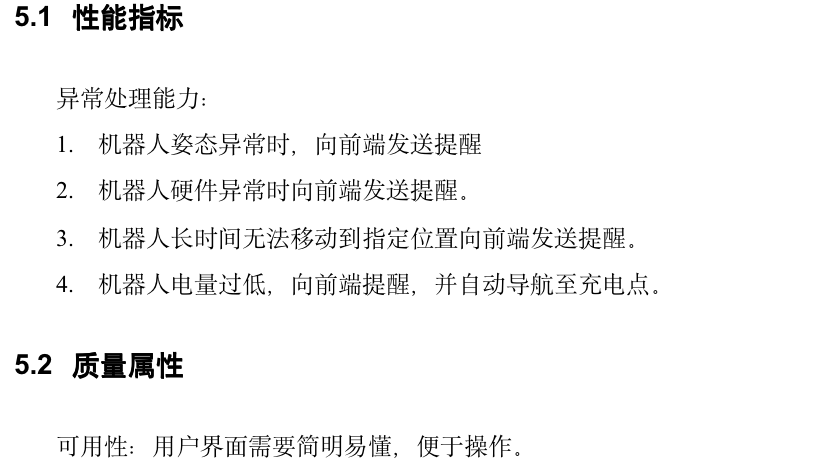 5.1 性能指标
异常处理能力：
1. 机器人姿态异常时，向前端发送提醒
2. 机器人硬件异常时向前端发送提醒。
3. 机器人长时间无法移动到指定位置向前端发送提醒。
4. 机器人电量过低，向前端提醒，并自动导航至充电点。
5.2 质量属性
可用性：用户界面需要简明易懂，便于操作。